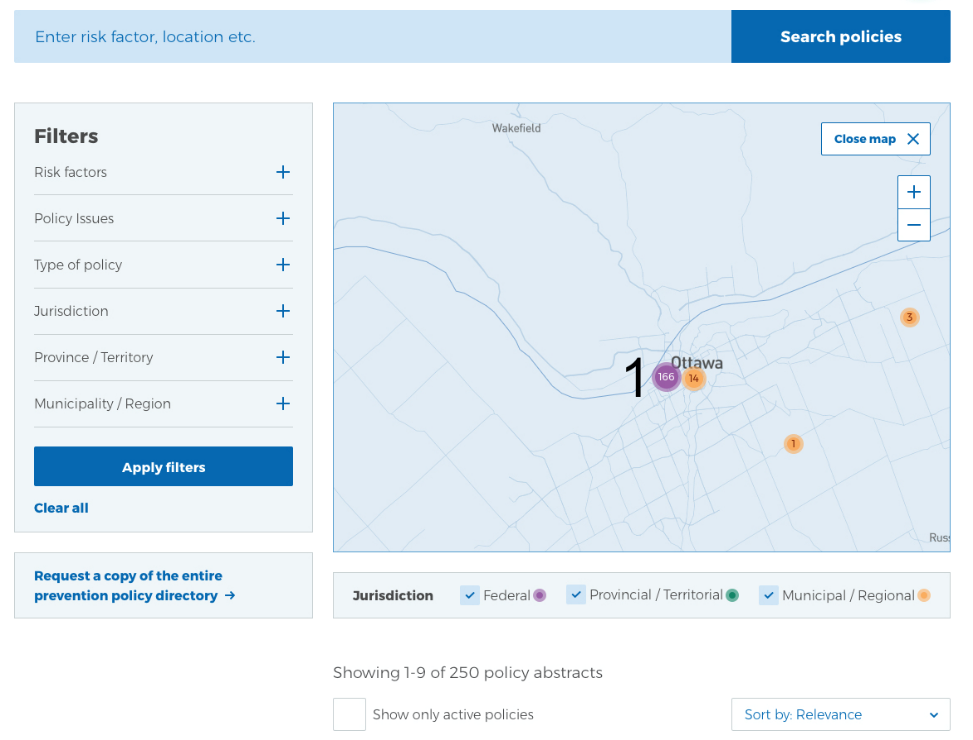 Enter risk factor, location etc.
Search policies
Filters
Risk factors
Policy Issues
Type of policy
Jurisdiction
Province / Territory
Municipality / Region
Apply filters
Clear all
Request a copy of the entire
prevention policy directory →
Wakefield
Close map
3
Ottawa
1
166
14
1
Russ
Jurisdiction Federal Provincial / Territorial Municipal / Regional
Showing 1-9 of 250 policy abstracts
Show only active policies
Sort by: Relevance